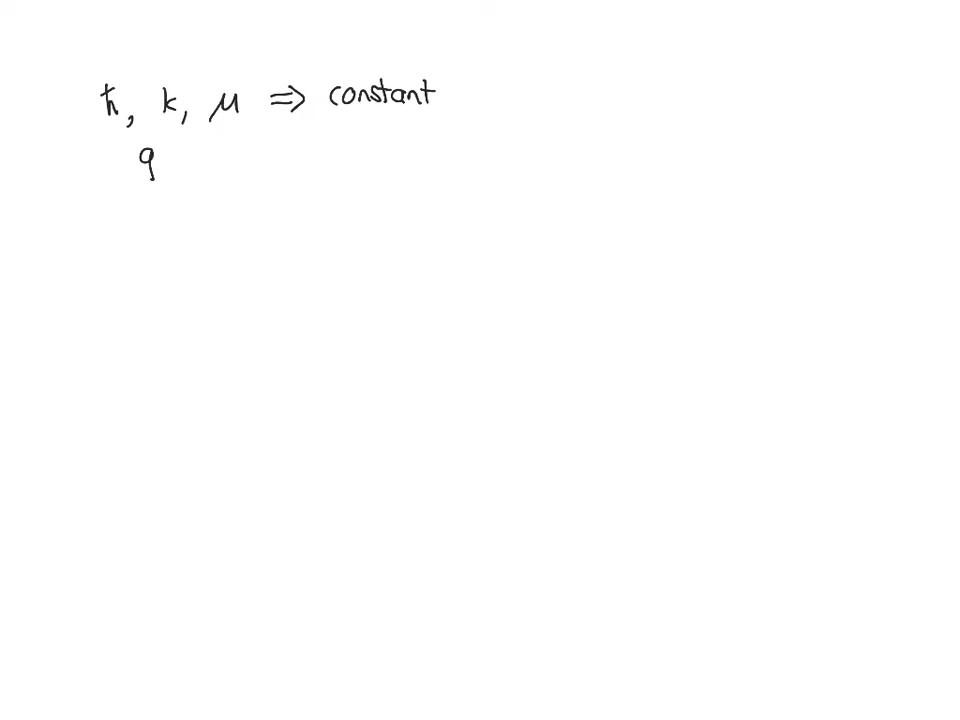 ħ, k, μ ⇒ constant
q